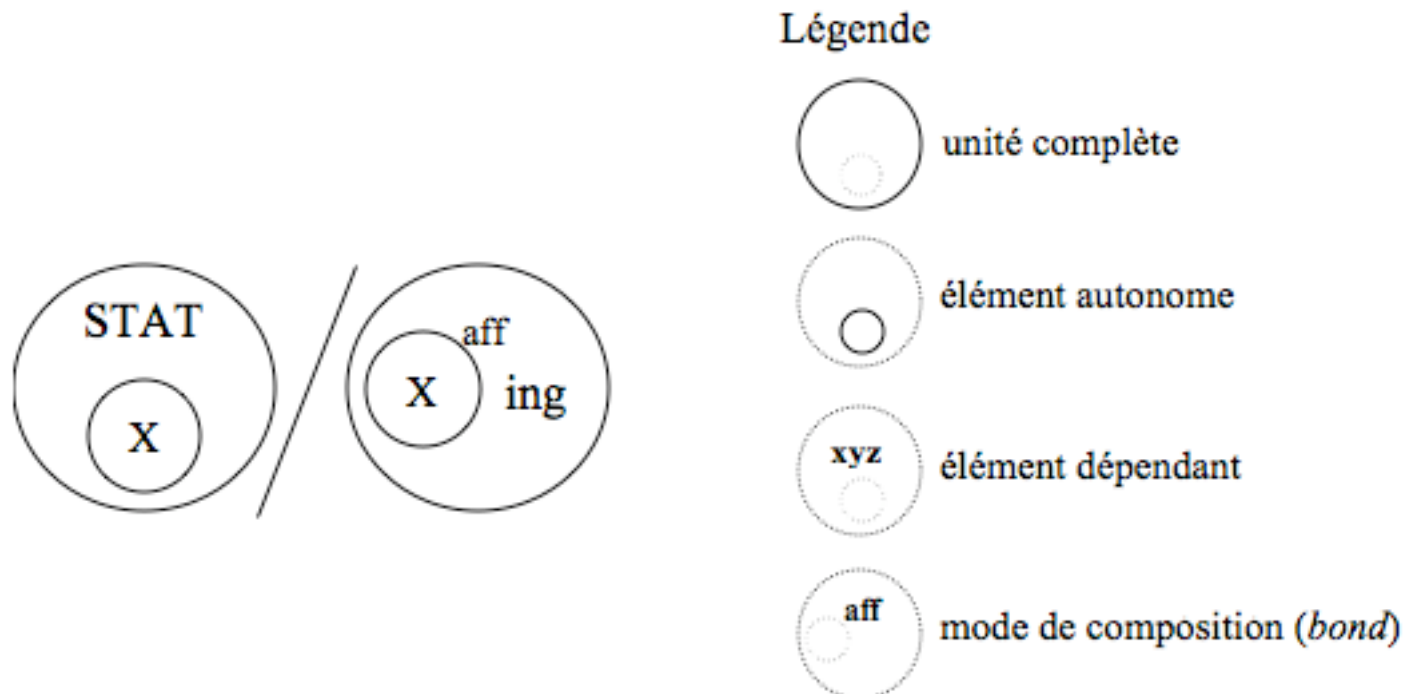 Légende
unité complète
élément autonome
STAT
X
aff
X
ing
xyz
élément dépendant
aff
mode de composition (bond)